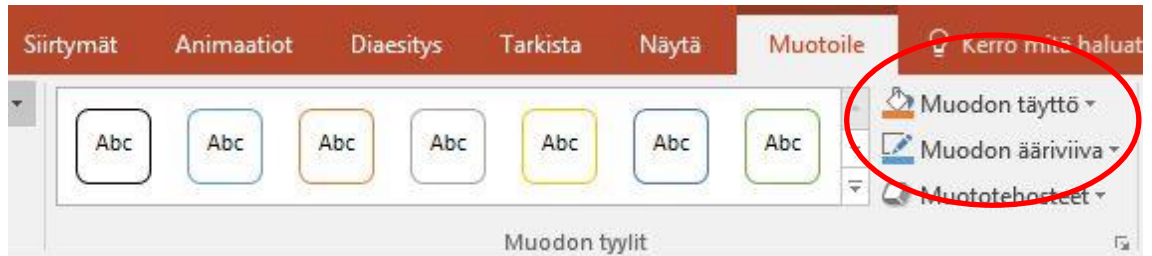 Siirtymät Animaatiot Diaesitys Tarkista Näytä Muotoile Kerro mitä haluat
Abc Abc Abc Abc Abc Abc Abc
Muodon täyttö
Muodon ääriviiva
Muototehosteet
Muodon tyylit